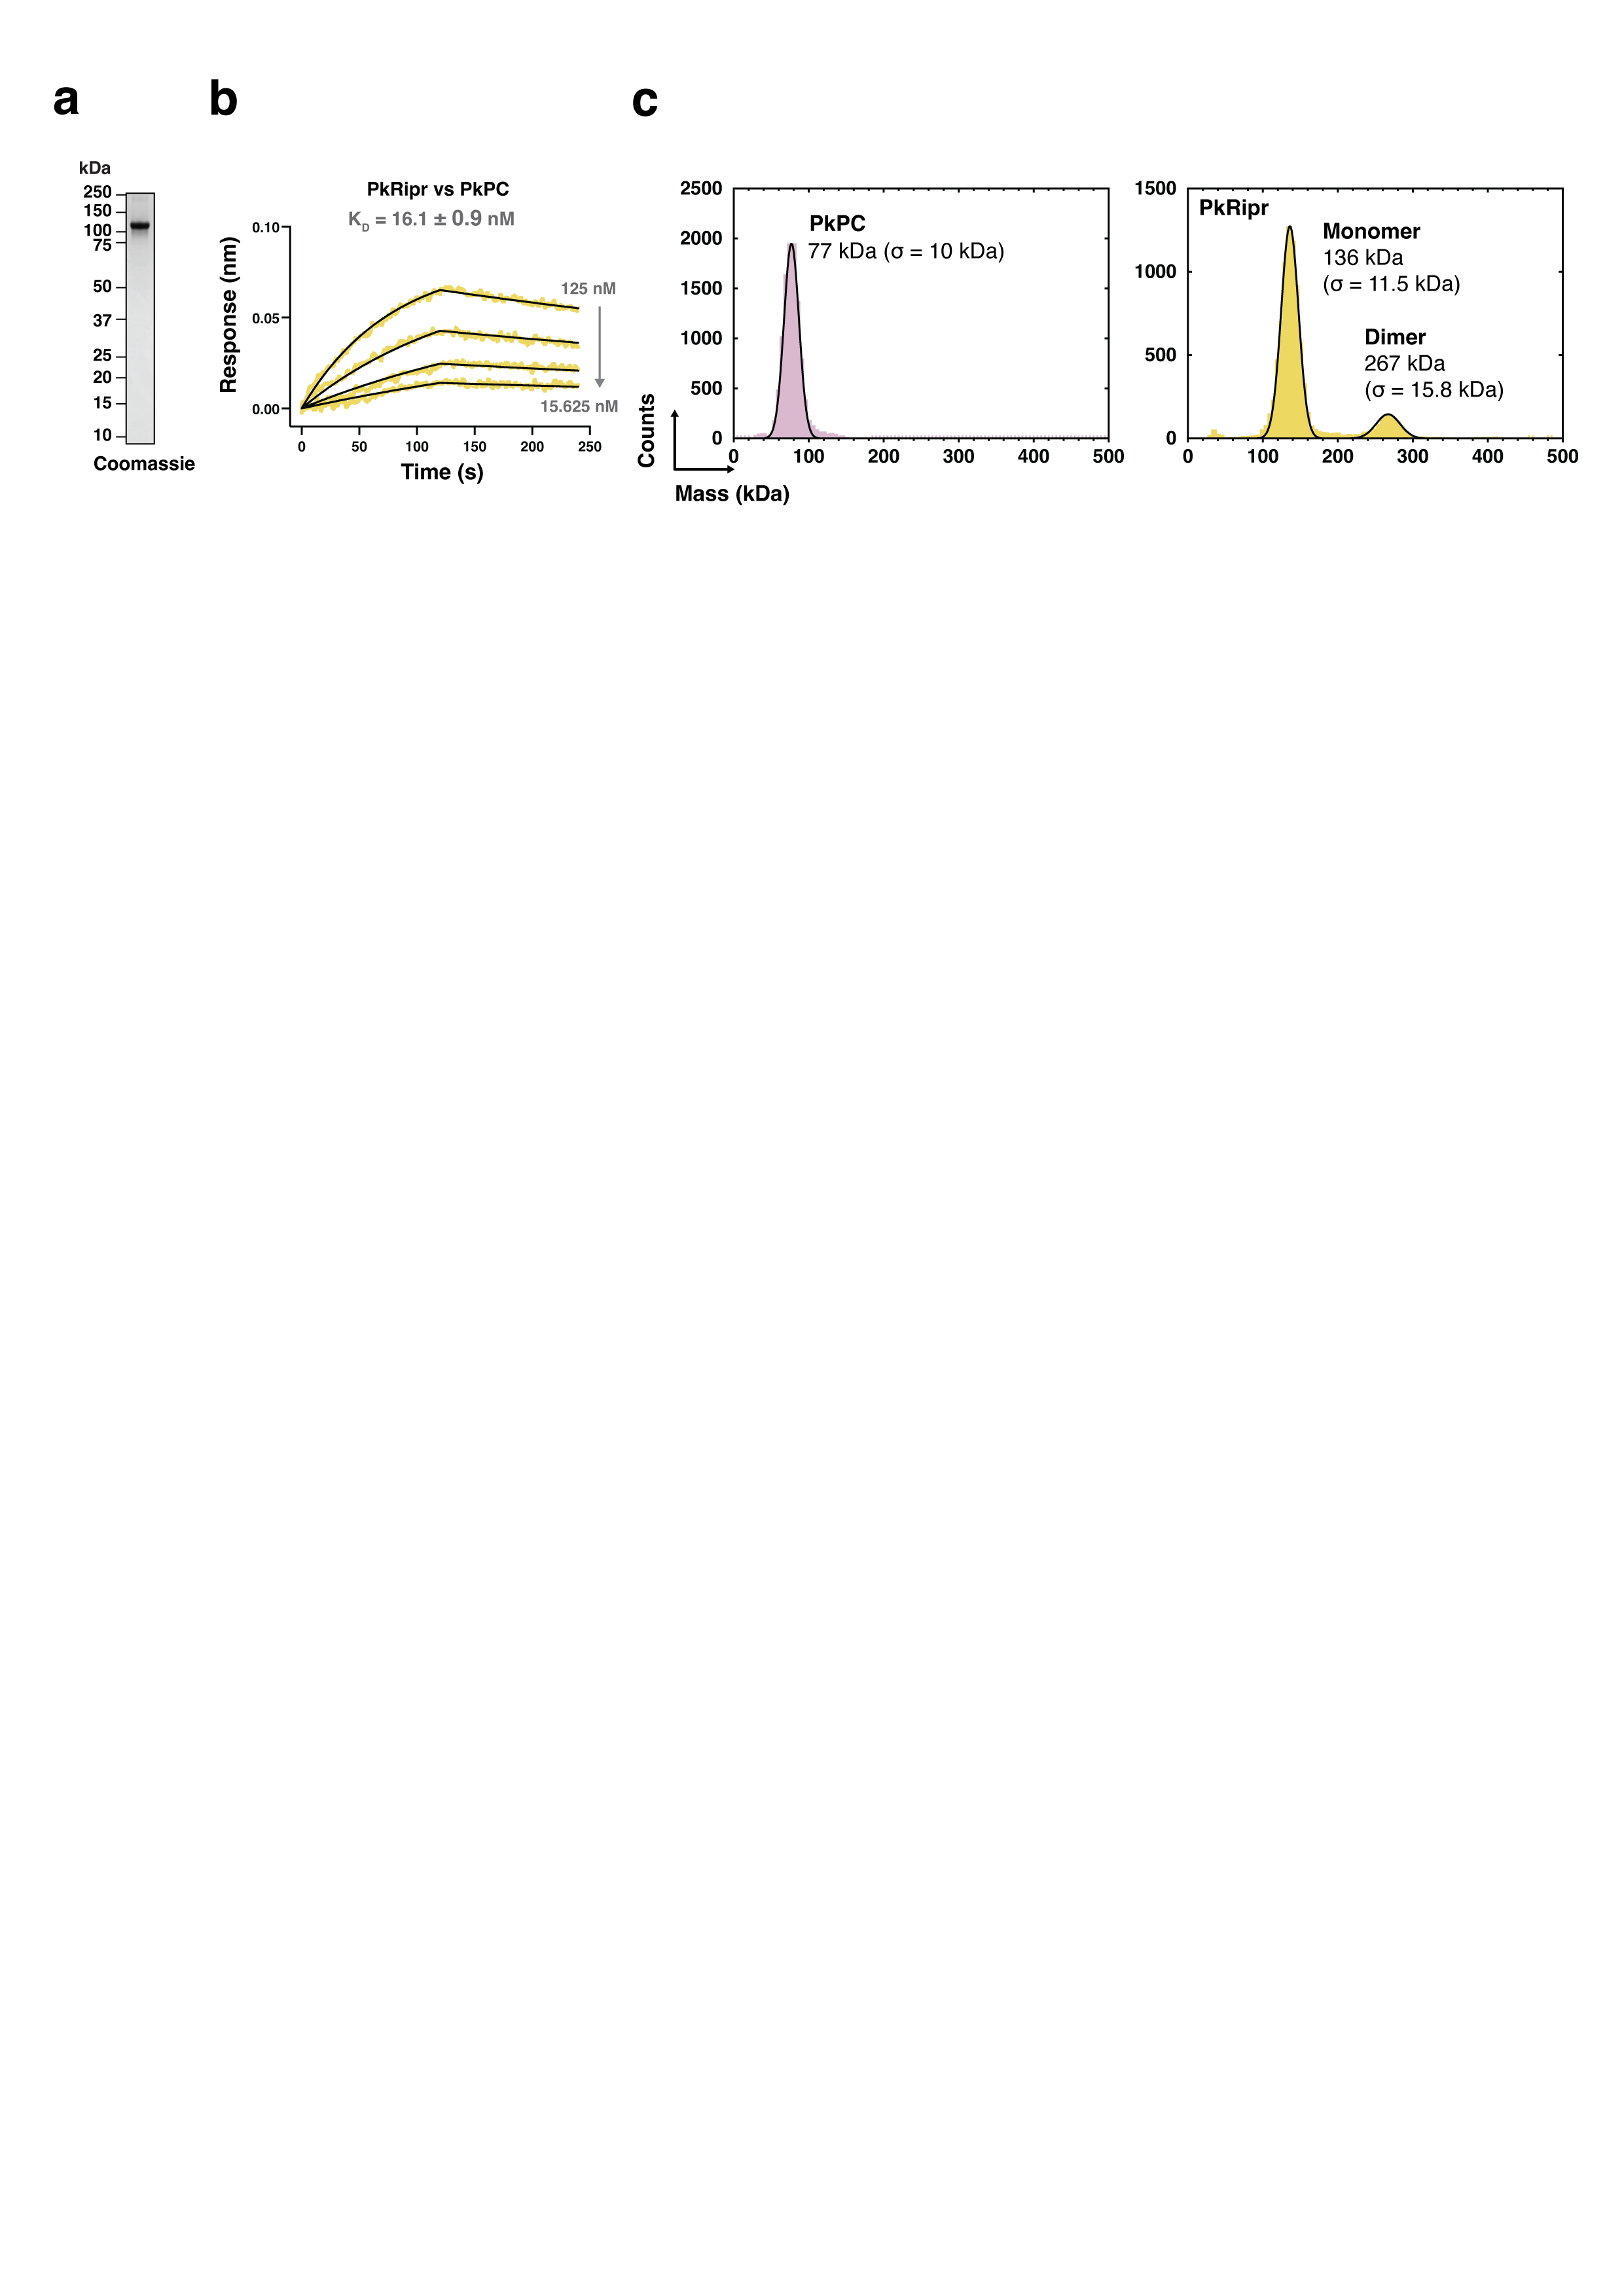 a
kDa
250
150
100
75
50
37
25
20
15
10
Coomassie
b
PkRipr vs PkPC
KD = 16.1 ± 0.9 nM
Response (nm)
0.10
0.05
0.00
125 nM
15.625 nM
0 50 100 150 200 250
Time (s)
c
2500
2000
1500
1000
500
0
PkPC
77 kDa (σ = 10 kDa)
0 100 200 300 400 500
Counts
Mass (kDa)
1500
1000
500
0
PkRipr
Monomer
136 kDa
(σ = 11.5 kDa)
Dimer
267 kDa
(σ = 15.8 kDa)
0 100 200 300 400 500